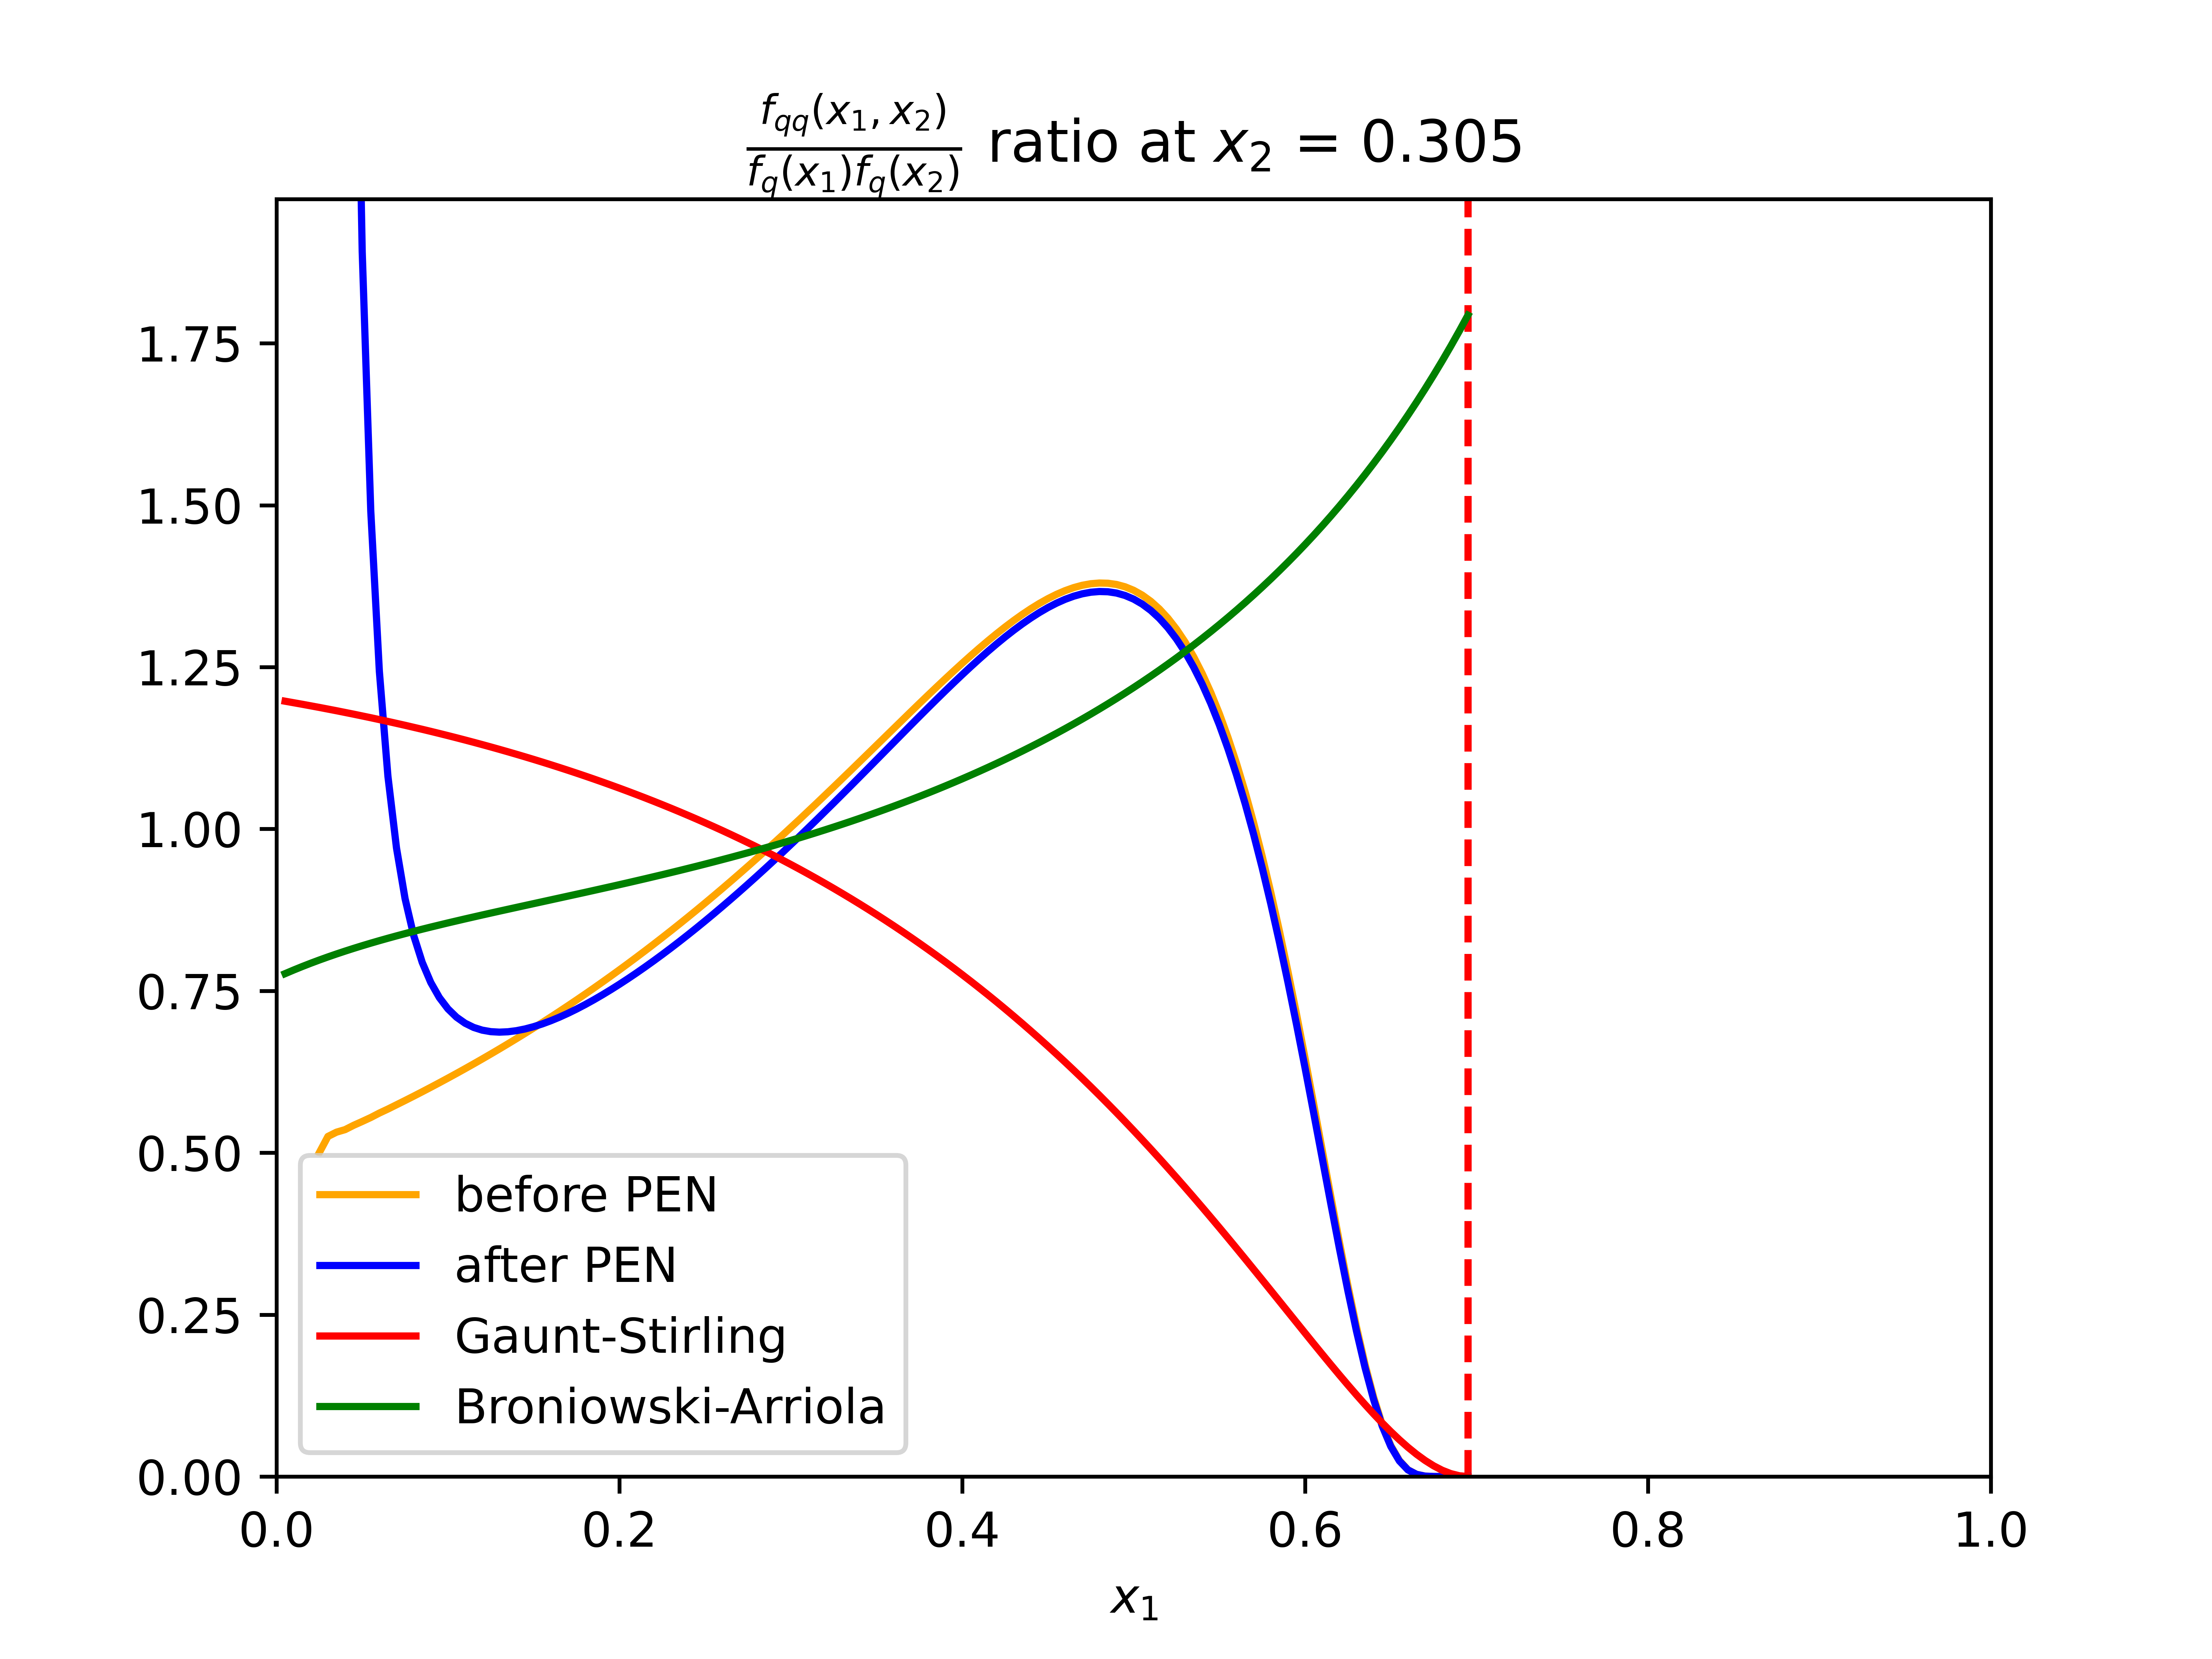 f_{qq}(x_1, x_2)
f_q(x_1)f_q(x_2)
ratio at x_2 = 0.305
1.75
1.50
1.25
1.00
0.75
0.50
0.25
0.00
before PEN
after PEN
Gaunt-Stirling
Broniowski-Arriola
0.0 0.2 0.4 0.6 0.8 1.0
x_1